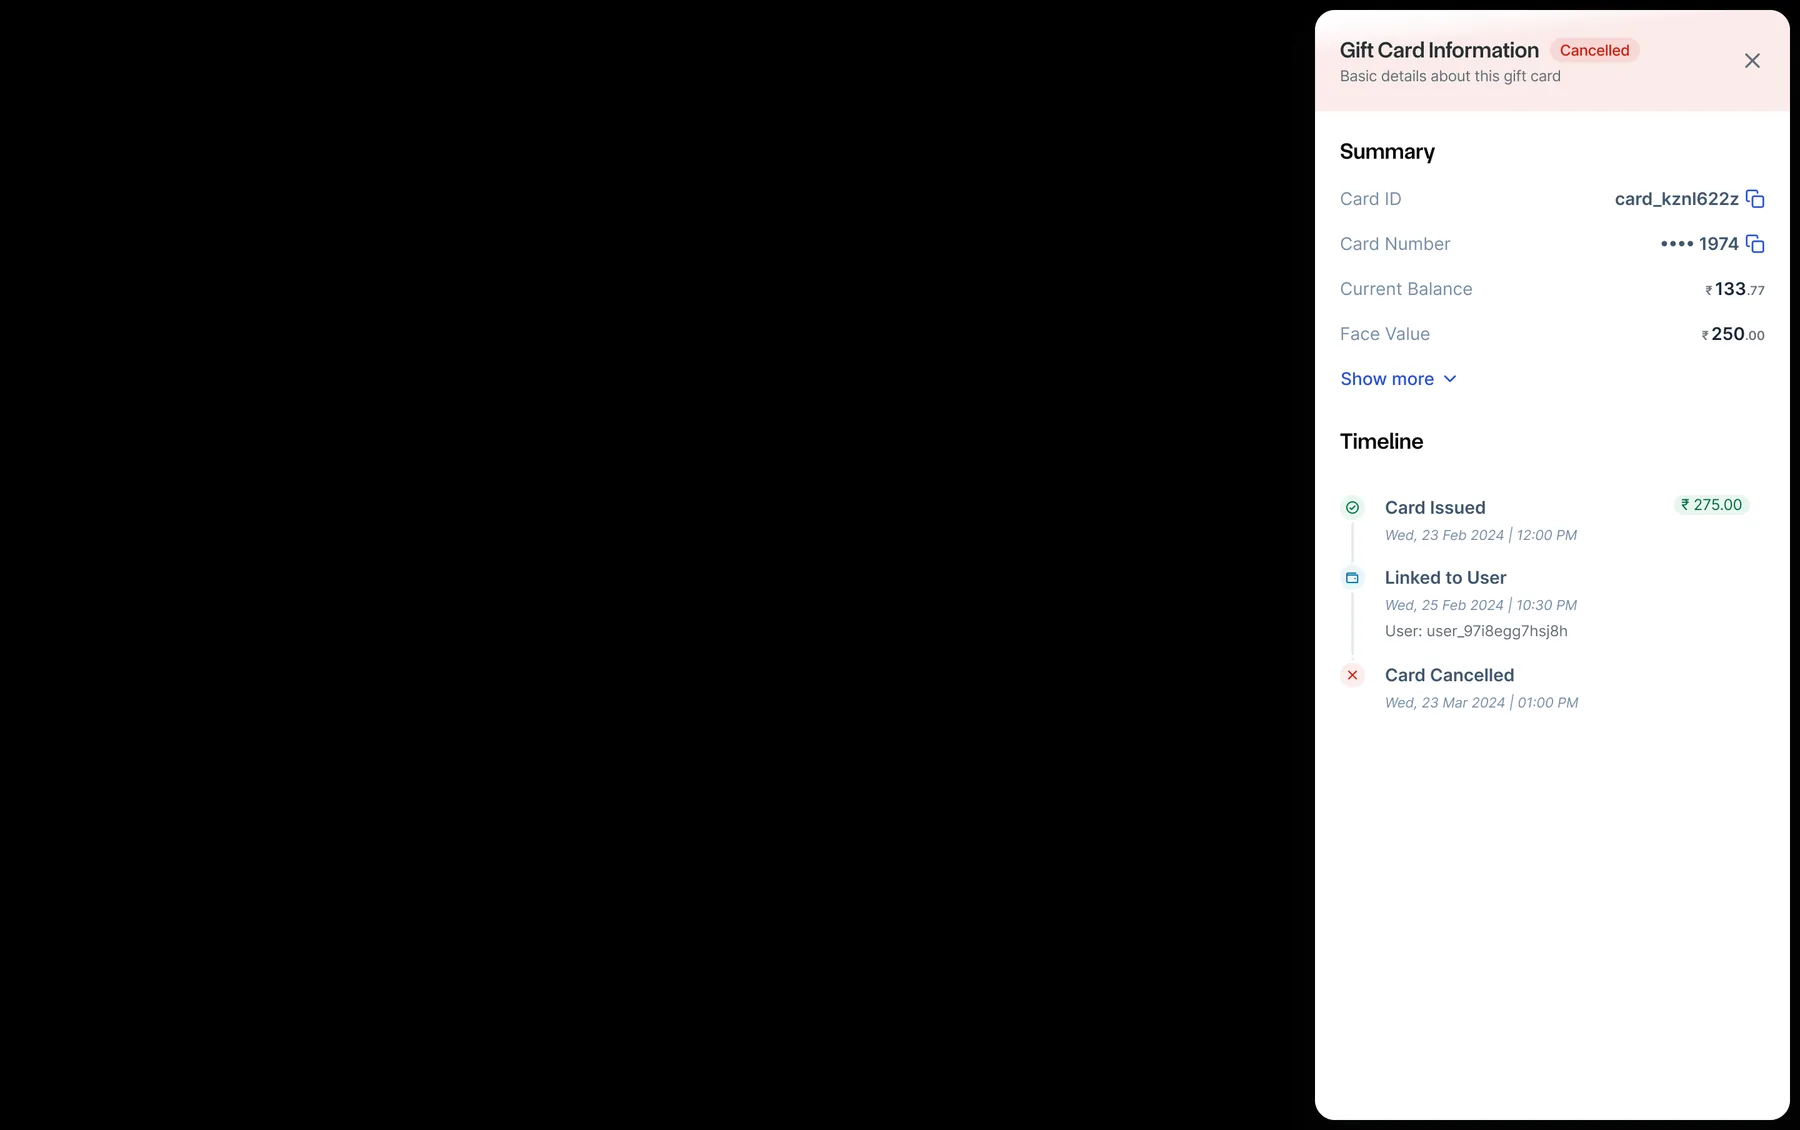 Gift Card Information Cancelled
Basic details about this gift card
Summary
Card ID card_kznl622z
Card Number •••• 1974
Current Balance ₹133.77
Face Value ₹250.00
Show more
Timeline
Card Issued ₹ 275.00
Wed, 23 Feb 2024 | 12:00 PM
Linked to User
Wed, 25 Feb 2024 | 10:30 PM
User: user_97i8egg7hsj8h
Card Cancelled
Wed, 23 Mar 2024 | 01:00 PM